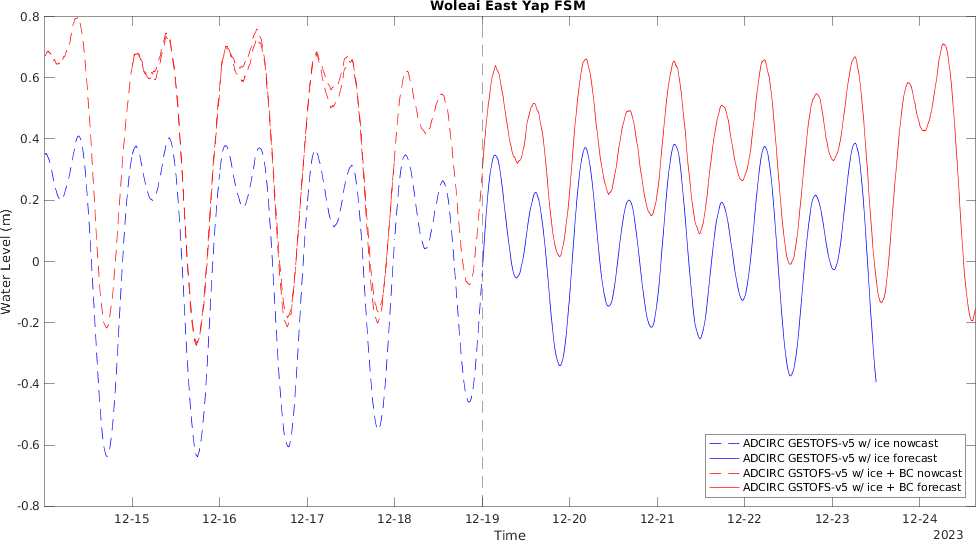 Woleai East Yap FSM
0.8
0.6
0.4
0.2
0
-0.2
-0.4
-0.6
-0.8
Water Level (m)
ADCIRC GESTOFS-v5 w/ ice nowcast
ADCIRC GESTOFS-v5 w/ ice forecast
ADCIRC GSTOFS-v5 w/ ice + BC nowcast
ADCIRC GSTOFS-v5 w/ ice + BC forecast
12-15 12-16 12-17 12-18 12-19 12-20 12-21 12-22 12-23 12-24
Time
2023